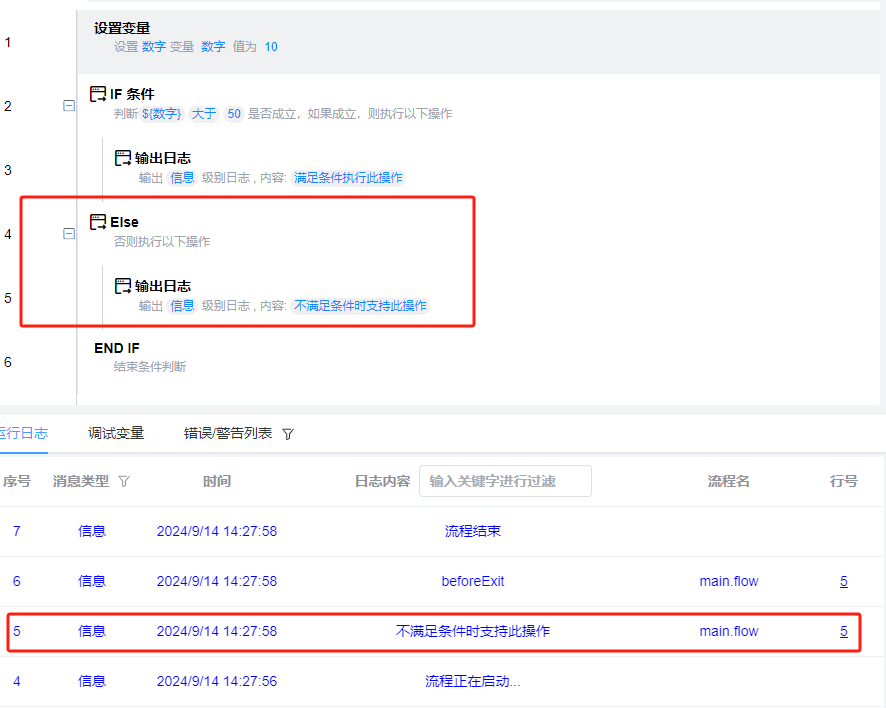 1
设置变量
设置 数字 变量 数字 值为 10
2
IF 条件
判断 ${数字} 大于 50 是否成立，如果成立，则执行以下操作
3
输出日志
输出 信息 级别日志 , 内容: 满足条件执行此操作
4
Else
否则执行以下操作
5
输出日志
输出 信息 级别日志 , 内容: 不满足条件时支持此操作
6
END IF
结束条件判断
运行日志 调试变量 错误/警告列表
序号 消息类型 时间 日志内容 输入关键字进行过滤 流程名 行号
7 信息 2024/9/14 14:27:58 流程结束
6 信息 2024/9/14 14:27:58 beforeExit main.flow 5
5 信息 2024/9/14 14:27:58 不满足条件时支持此操作 main.flow 5
4 信息 2024/9/14 14:27:56 流程正在启动...